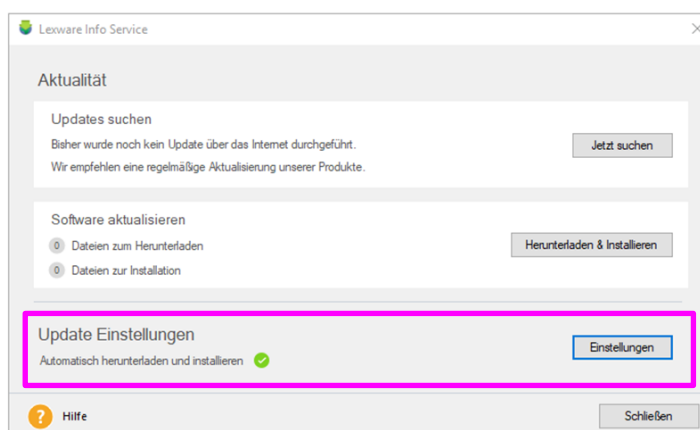 Lexware Info Service
Aktualität
Updates suchen
Bisher wurde noch kein Update über das Internet durchgeführt.
Jetzt suchen
Wir empfehlen eine regelmäßige Aktualisierung unserer Produkte.
Software aktualisieren
0 Dateien zum Herunterladen
Herunterladen & Installieren
0 Dateien zur Installation
Update Einstellungen
Einstellungen
Automatisch herunterladen und installieren
? Hilfe
Schließen